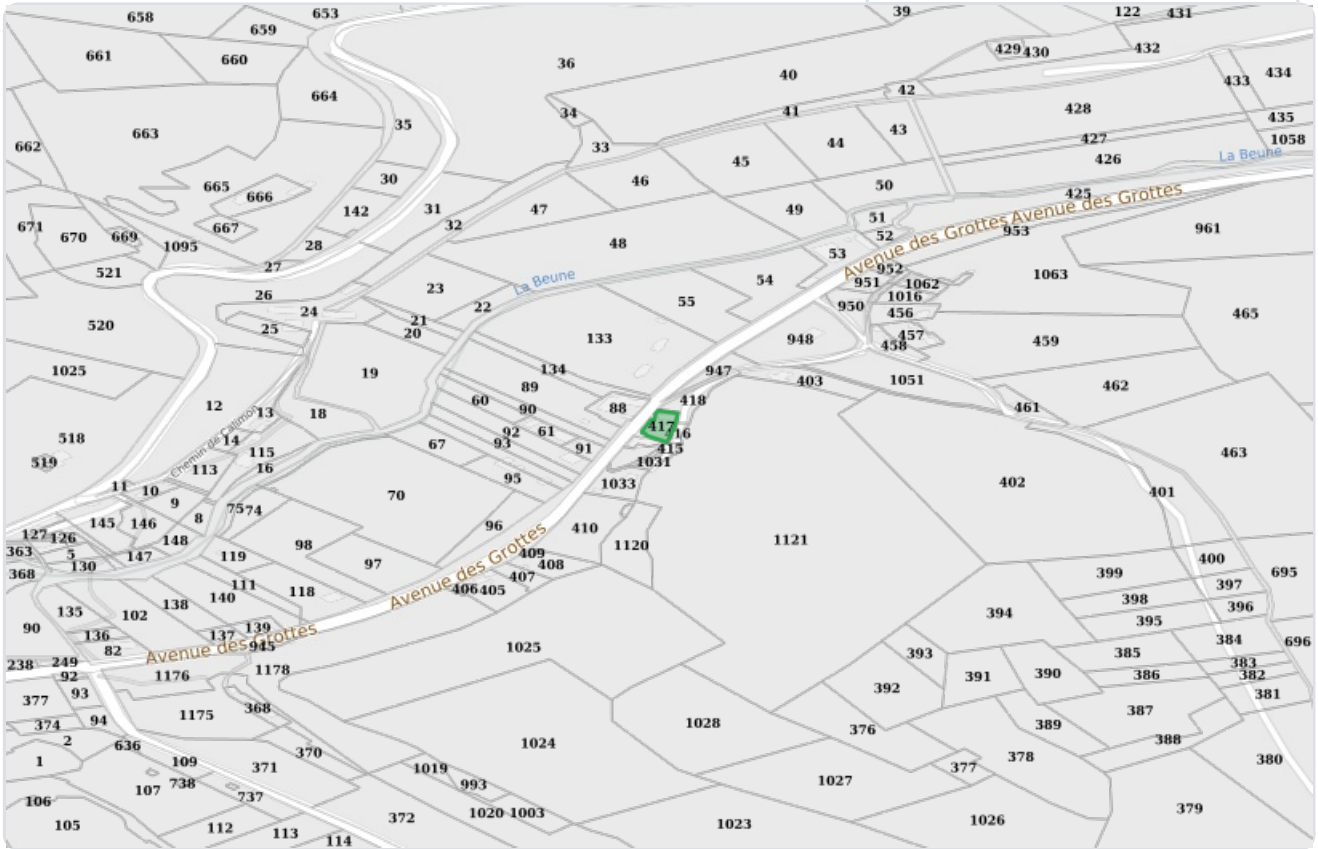 658 653 39 122 431
659
661 660 36 429 430 432
40 433 434
664 42
34 41 428
35 435
663 43
662 33 44 427 1058
45 426 La Beune
30 46 50
665 666 425
142 31 47 49 51
671 667 32 Avenue des Grottes Avenue des Grottes
670 669 1095 28 48 52 953 961
53
521 27 952 1063
La Beune 54 951 1062
26 23 22 55 950 1016
24 21 456 465
520 25 20 133 948 457 459
458
1025 19 134 947
89 403 1051 462
12 13 18 60 90 88 418 461
Chemin de Calimon
518 14 92 61 417 416
115 67 93 91 415 463
519 113 16 95 1031
11 10 1033 402 401
9 75 74 70
145 146 8 96 410
127 126 148 98 409 1120 1121
363 5 147 119 97 408 400
368 130 Avenue des Grottes 407 399 695
111 118 406 405 397
135 138 140 398 396
102 394 395
90 136 137 139 384 696
82 Avenue des Grottes 945 1025 393 385
238 249 383
92 1176 1178 391 390 386 382
377 93 392 381
94 1175 368 387
374 1028 376 389
2 636 1024 388
1 109 370 378 380
371 1019 377
107 738 993 1027
106 737 1020 1003 379
105 112 113 372 1023 1026
114